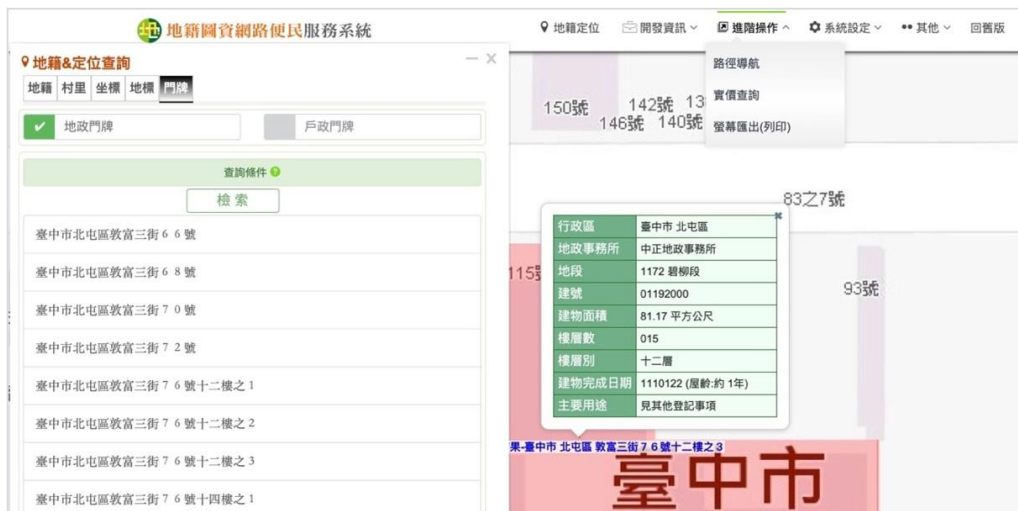 地籍圖資網路便民服務系統
地籍定位 開發資訊 進階操作 系統設定 其他 回舊版
路徑導航
實價查詢
螢幕匯出(列印)
地籍&定位查詢
地籍 村里 坐標 地標 門牌
地政門牌 戶政門牌
查詢條件
檢索
臺中市北屯區敦富三街66號
臺中市北屯區敦富三街68號
臺中市北屯區敦富三街70號
臺中市北屯區敦富三街72號
臺中市北屯區敦富三街76號十二樓之1
臺中市北屯區敦富三街76號十二樓之2
臺中市北屯區敦富三街76號十二樓之3
臺中市北屯區敦富三街76號十四樓之1
150號 142號
146號 140號
83之7號
93號
行政區 臺中市 北屯區
地政事務所 中正地政事務所
地段 1172 碧柳段
建號 01192000
建物面積 81.17 平方公尺
樓層數 015
樓層別 十二層
建物完成日期 1110122 (屋齡:約 1年)
主要用途 見其他登記事項
果-臺中市 北屯區 敦富三街76號十二樓之3
臺中市